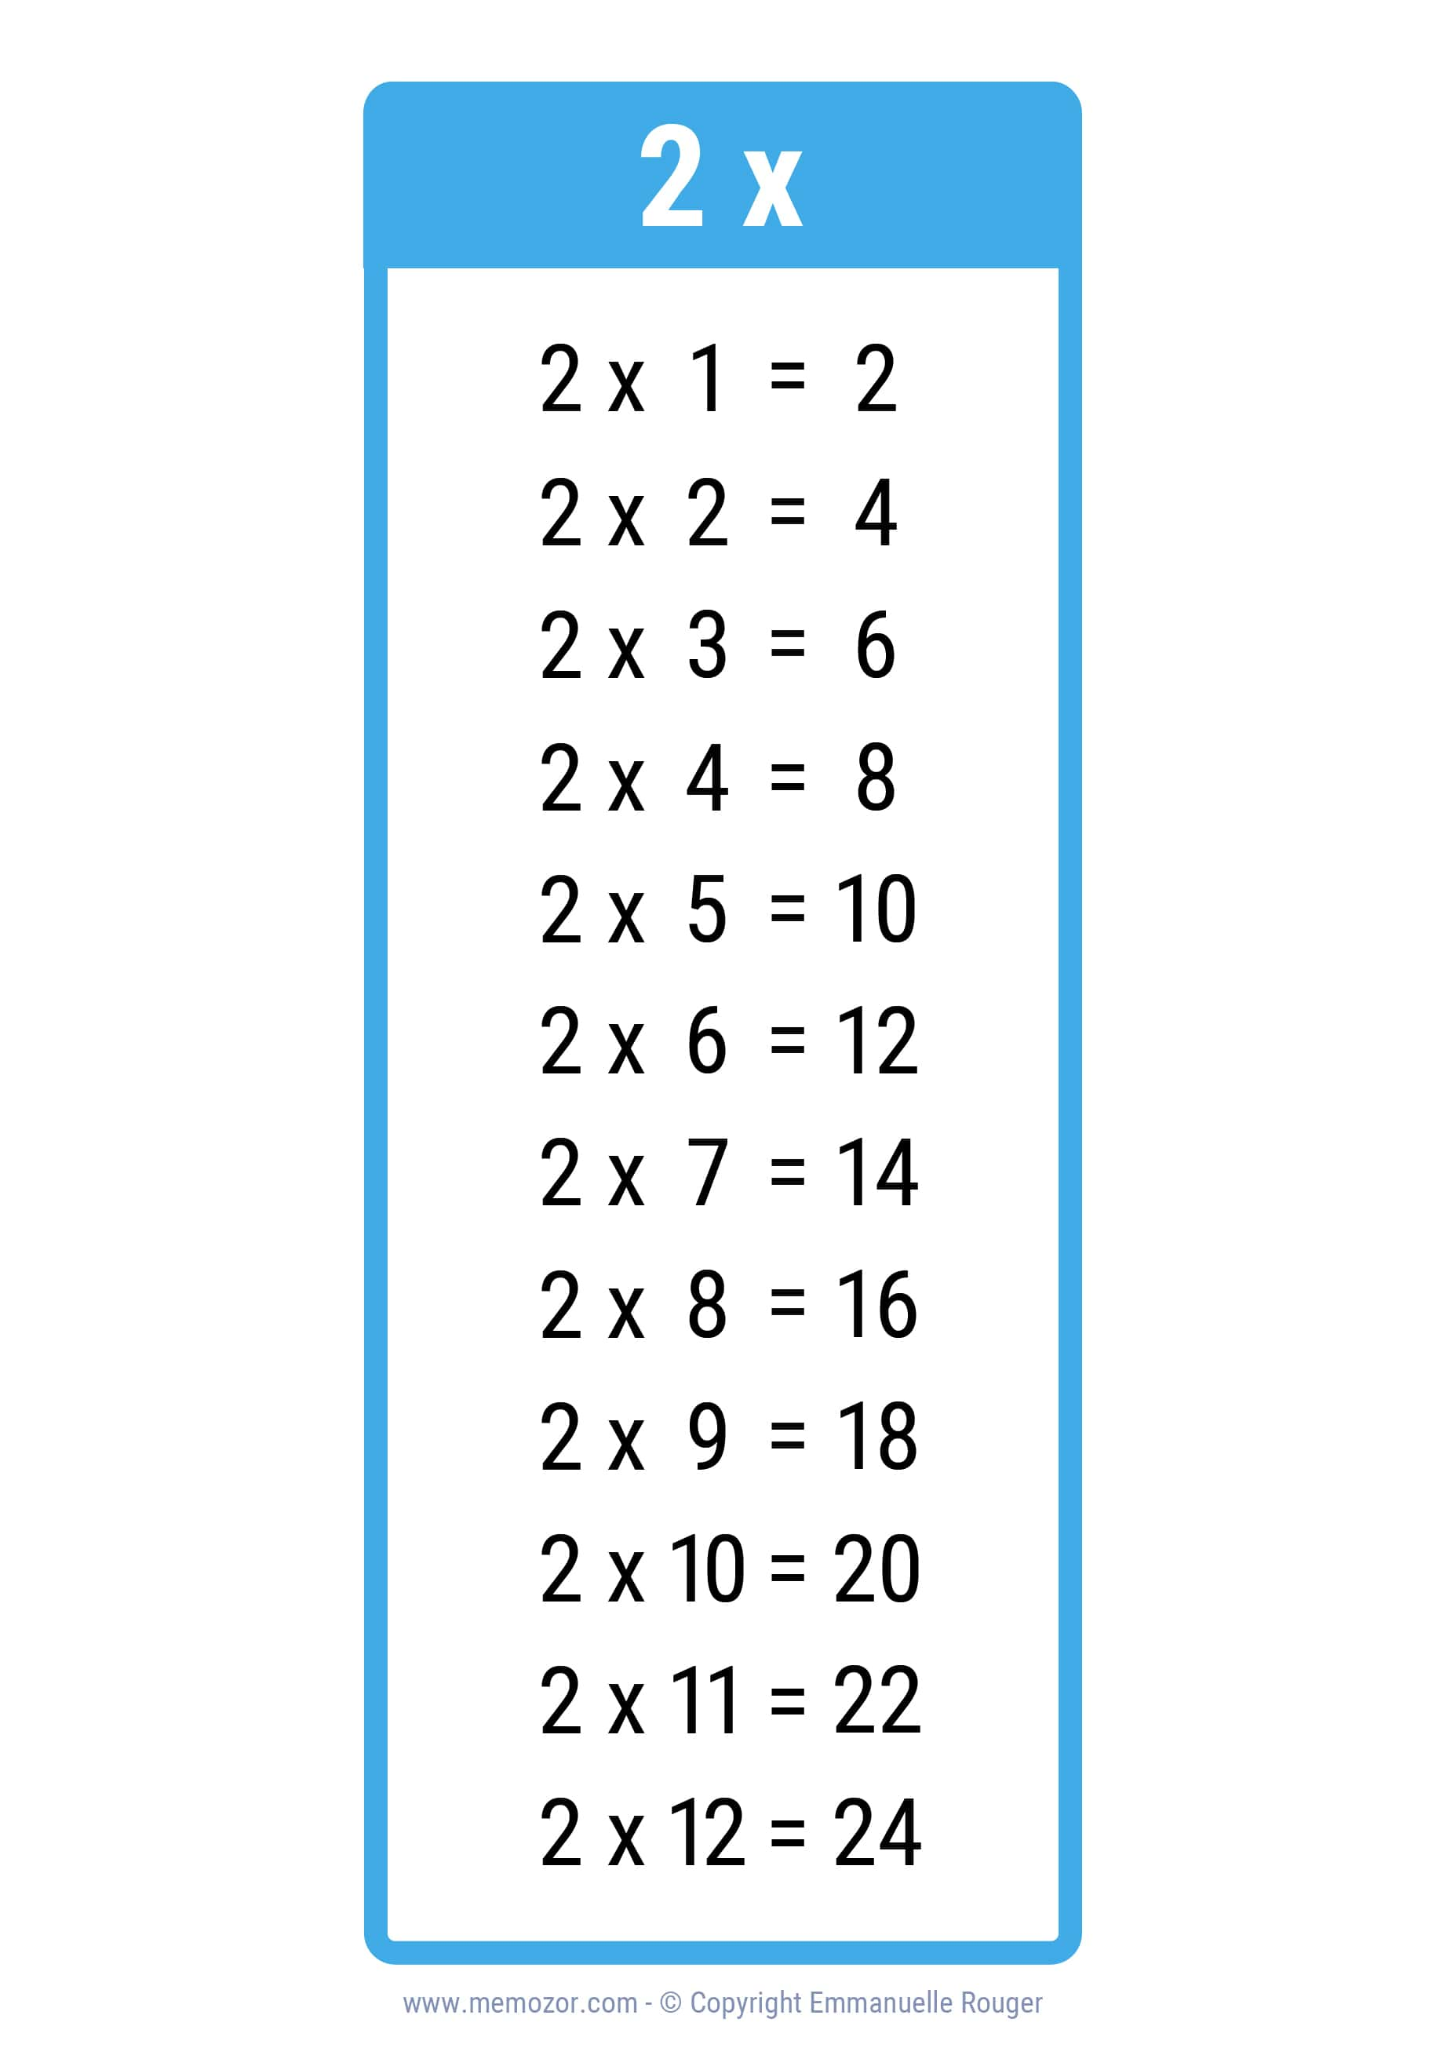 2 x
2 x 1 = 2
2 x 2 = 4
2 x 3 = 6
2 x 4 = 8
2 x 5 = 10
2 x 6 = 12
2 x 7 = 14
2 x 8 = 16
2 x 9 = 18
2 x 10 = 20
2 x 11 = 22
2 x 12 = 24
www.memozor.com - © Copyright Emmanuelle Rouger